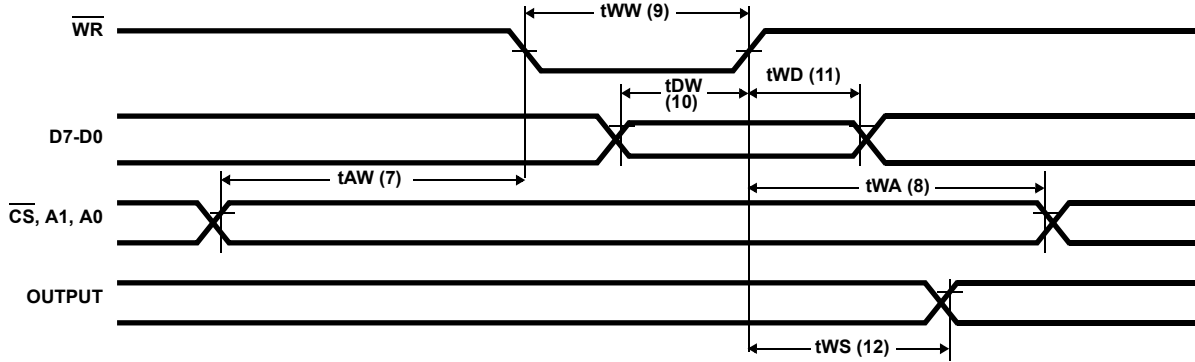 tWW (9)
WR
tDW
(10)
tWD (11)
D7-D0
tAW (7)
tWA (8)
CS, A1, A0
OUTPUT
tWS (12)